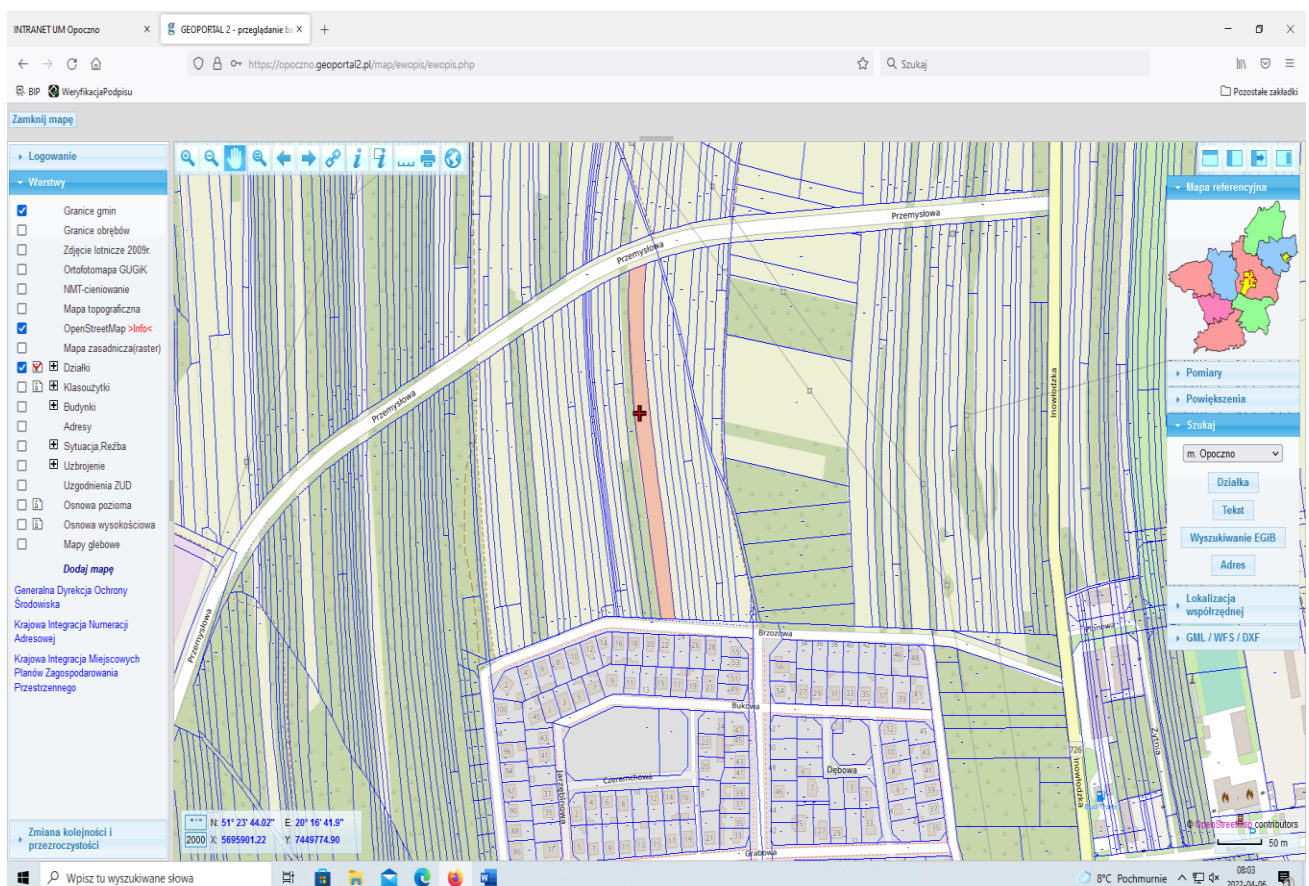 INTRANET UM Opoczno
GEOPORTAL 2 - przeglądanie ba
https://opoczno.geoportal2.pl/map/ewopis/ewopis.php
Szukaj
BIP
WeryfikacjaPodpisu
Pozostałe zakładki
Zamknij mapę
Logowanie
Warstwy
Granice gmin
Granice obrębów
Zdjęcie lotnicze 2009r.
Ortofotomapa GUGiK
NMT-cieniowanie
Mapa topograficzna
OpenStreetMap >Info<
Mapa zasadnicza(raster)
Działki
Klasoużytki
Budynki
Adresy
Sytuacja,Rzeźba
Uzbrojenie
Uzgodnienia ZUD
Osnowa pozioma
Osnowa wysokościowa
Mapy glebowe
Dodaj mapę
Generalna Dyrekcja Ochrony
Środowiska
Krajowa Integracja Numeracji
Adresowej
Krajowa Integracja Miejscowych
Planów Zagospodarowania
Przestrzennego
Zmiana kolejności i
przezroczystości
Przemysłowa
Przemysłowa
Przemysłowa
Przemysłowa
Inowłodzka
Brzozowa
Bukowa
Czeremchowa
Dębowa
Jarzębinowa
Grabowa
Żytnia
726 Inowłodzka
N: 51° 23' 44.02" E: 20° 16' 41.9"
2000 X: 5695901.22 Y: 7449774.90
Mapa referencyjna
Pomiary
Powiększenia
Szukaj
m. Opoczno
Działka
Tekst
Wyszukiwanie EGiB
Adres
Lokalizacja
współrzędnej
GML / WFS / DXF
© OpenStreetMap contributors
50 m
Wpisz tu wyszukiwane słowa
8°C Pochmurnie
08:03
2022-04-06